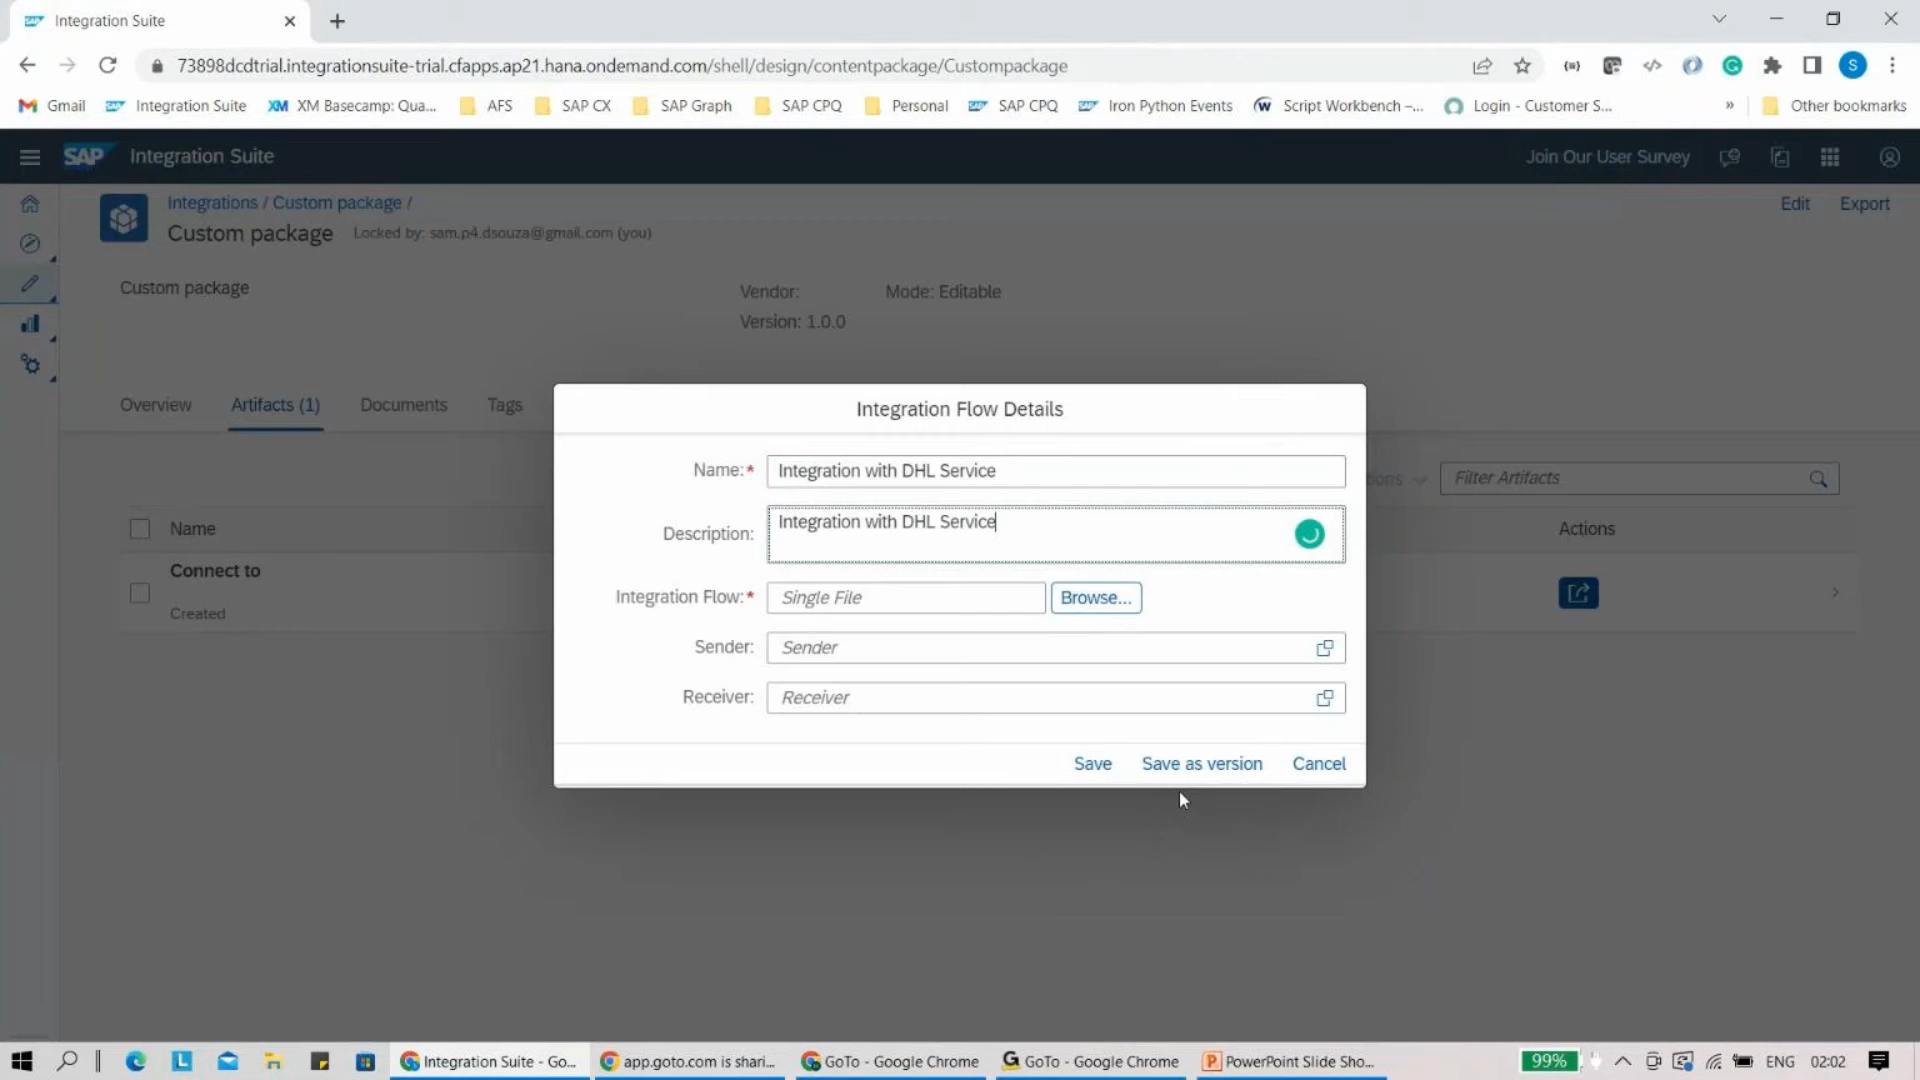 Integration Suite
73898dcdtrial.integrationsuite-trial.cfapps.ap21.hana.ondemand.com/shell/design/contentpackage/Custompackage
S
Gmail Integration Suite XM XM Basecamp: Qua... AFS SAP CX SAP Graph SAP CPQ Personal SAP CPQ Iron Python Events Script Workbench –... Login - Customer S... » Other bookmarks
SAP Integration Suite Join Our User Survey
Integrations / Custom package /
Edit Export
Custom package Locked by: sam.p4.dsouza@gmail.com (you)
Custom package
Vendor: Mode: Editable
Version: 1.0.0
Overview Artifacts (1) Documents Tags
Integration Flow Details
Name:* Integration with DHL Service
Filter Artifacts
Description: Integration with DHL Service
Name Actions
Connect to
Created
Integration Flow:* Single File Browse...
Sender: Sender
Receiver: Receiver
Save Save as version Cancel
Integration Suite - Go... app.goto.com is shari... GoTo - Google Chrome GoTo - Google Chrome PowerPoint Slide Sho... 99% ENG 02:02